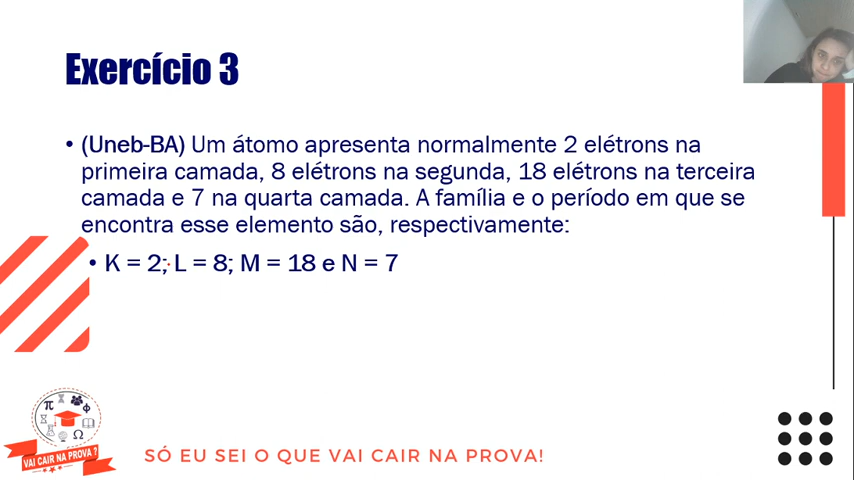 Exercício 3
• (Uneb-BA) Um átomo apresenta normalmente 2 elétrons na
primeira camada, 8 elétrons na segunda, 18 elétrons na terceira
camada e 7 na quarta camada. A família e o período em que se
encontra esse elemento são, respectivamente:
• K = 2; L = 8; M = 18 e N = 7
π Φ
Ω
VAI CAIR NA PROVA ?
SÓ EU SEI O QUE VAI CAIR NA PROVA!